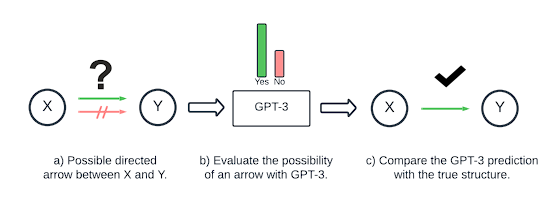 ?
Yes No
X
Y
GPT-3
X
Y
a) Possible directed
arrow between X and Y.
b) Evaluate the possibility
of an arrow with GPT-3.
c) Compare the GPT-3 prediction
with the true structure.